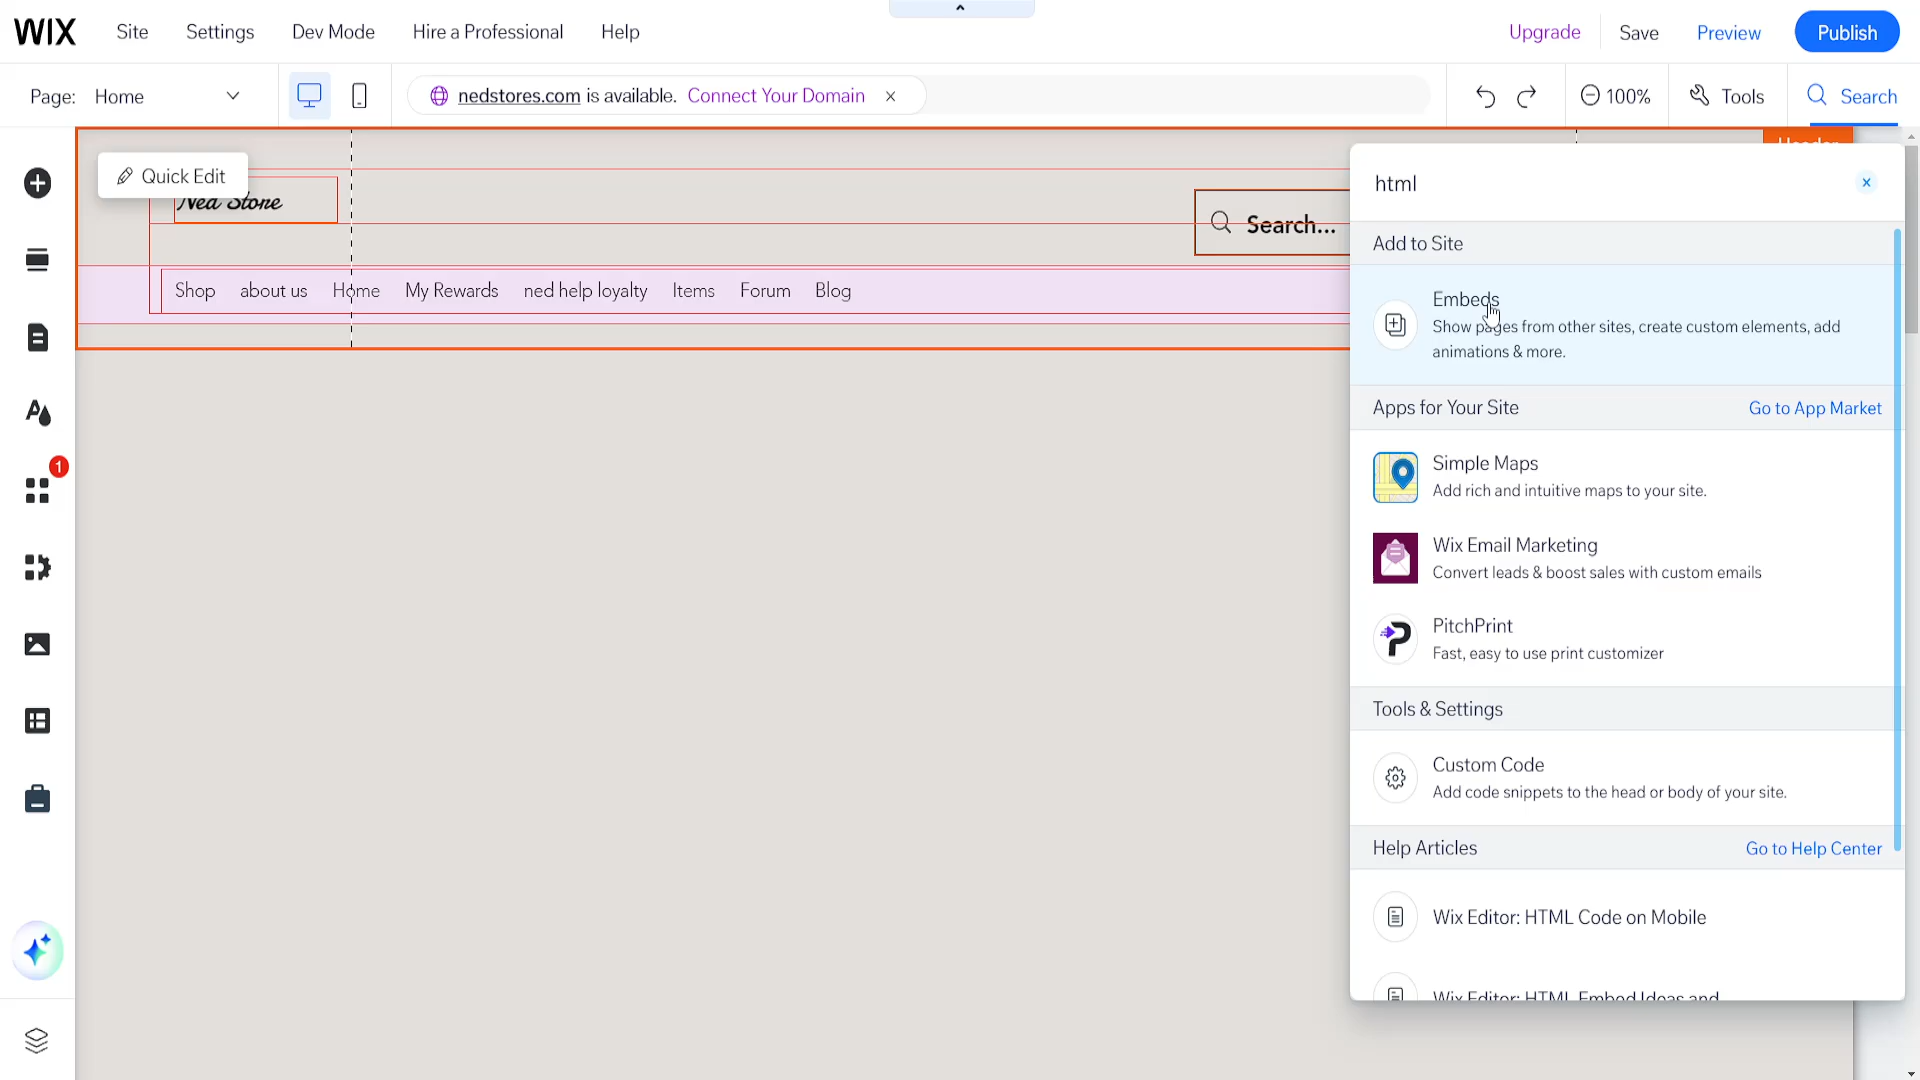 WIX Site Settings Dev Mode Hire a Professional Help Upgrade Save Preview Publish
Page: Home nedstores.com is available. Connect Your Domain 100% Tools Search
Quick Edit
Ned Store
Search...
Shop about us Home My Rewards ned help loyalty Items Forum Blog
1
html
Add to Site
Embeds
Show pages from other sites, create custom elements, add
animations & more.
Apps for Your Site Go to App Market
Simple Maps
Add rich and intuitive maps to your site.
Wix Email Marketing
Convert leads & boost sales with custom emails
PitchPrint
Fast, easy to use print customizer
Tools & Settings
Custom Code
Add code snippets to the head or body of your site.
Help Articles Go to Help Center
Wix Editor: HTML Code on Mobile
Wix Editor: HTML Embed Ideas and